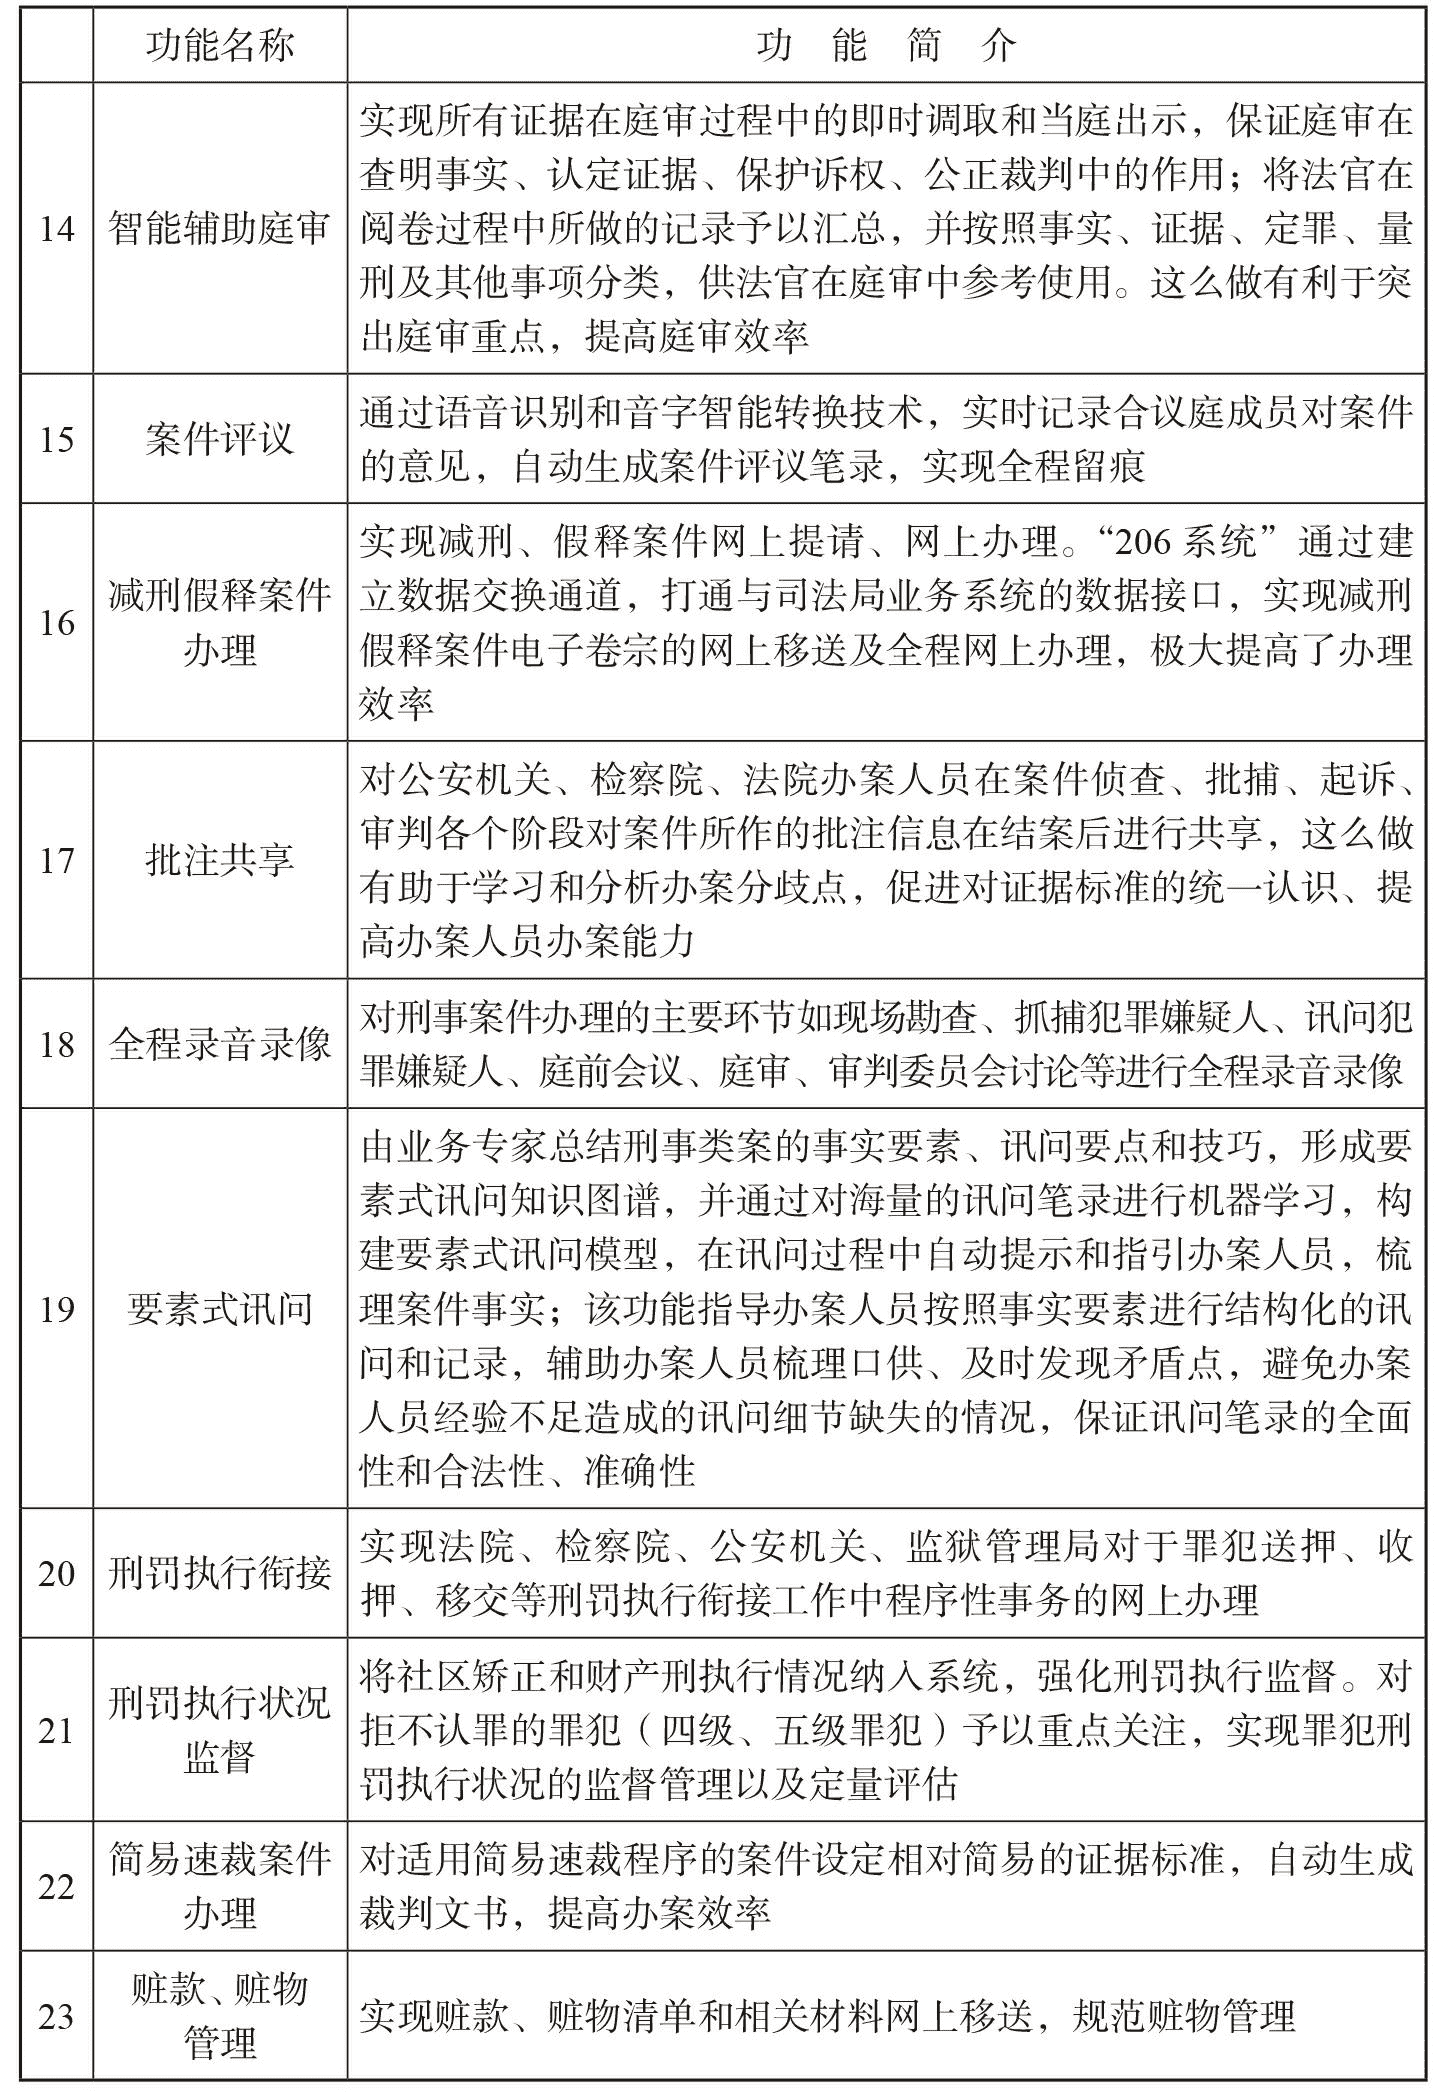 功能名称
功 能 简 介
14
智能辅助庭审
实现所有证据在庭审过程中的即时调取和当庭出示，保证庭审在
查明事实、认定证据、保护诉权、公正裁判中的作用；将法官在
阅卷过程中所做的记录予以汇总，并按照事实、证据、定罪、量
刑及其他事项分类，供法官在庭审中参考使用。这么做有利于突
出庭审重点，提高庭审效率
15
案件评议
通过语音识别和音字智能转换技术，实时记录合议庭成员对案件
的意见，自动生成案件评议笔录，实现全程留痕
16
减刑假释案件
办理
实现减刑、假释案件网上提请、网上办理。“206 系统”通过建
立数据交换通道，打通与司法局业务系统的数据接口，实现减刑
假释案件电子卷宗的网上移送及全程网上办理，极大提高了办理
效率
17
批注共享
对公安机关、检察院、法院办案人员在案件侦查、批捕、起诉、
审判各个阶段对案件所作的批注信息在结案后进行共享，这么做
有助于学习和分析办案分歧点，促进对证据标准的统一认识、提
高办案人员办案能力
18
全程录音录像
对刑事案件办理的主要环节如现场勘查、抓捕犯罪嫌疑人、讯问犯
罪嫌疑人、庭前会议、庭审、审判委员会讨论等进行全程录音录像
19
要素式讯问
由业务专家总结刑事类案的事实要素、讯问要点和技巧，形成要
素式讯问知识图谱，并通过对海量的讯问笔录进行机器学习，构
建要素式讯问模型，在讯问过程中自动提示和指引办案人员，梳
理案件事实；该功能指导办案人员按照事实要素进行结构化的讯
问和记录，辅助办案人员梳理口供、及时发现矛盾点，避免办案
人员经验不足造成的讯问细节缺失的情况，保证讯问笔录的全面
性和合法性、准确性
20
刑罚执行衔接
实现法院、检察院、公安机关、监狱管理局对于罪犯送押、收
押、移交等刑罚执行衔接工作中程序性事务的网上办理
21
刑罚执行状况
监督
将社区矫正和财产刑执行情况纳入系统，强化刑罚执行监督。对
拒不认罪的罪犯（四级、五级罪犯）予以重点关注，实现罪犯刑
罚执行状况的监督管理以及定量评估
22
简易速裁案件
办理
对适用简易速裁程序的案件设定相对简易的证据标准，自动生成
裁判文书，提高办案效率
23
赃款、赃物
管理
实现赃款、赃物清单和相关材料网上移送，规范赃物管理